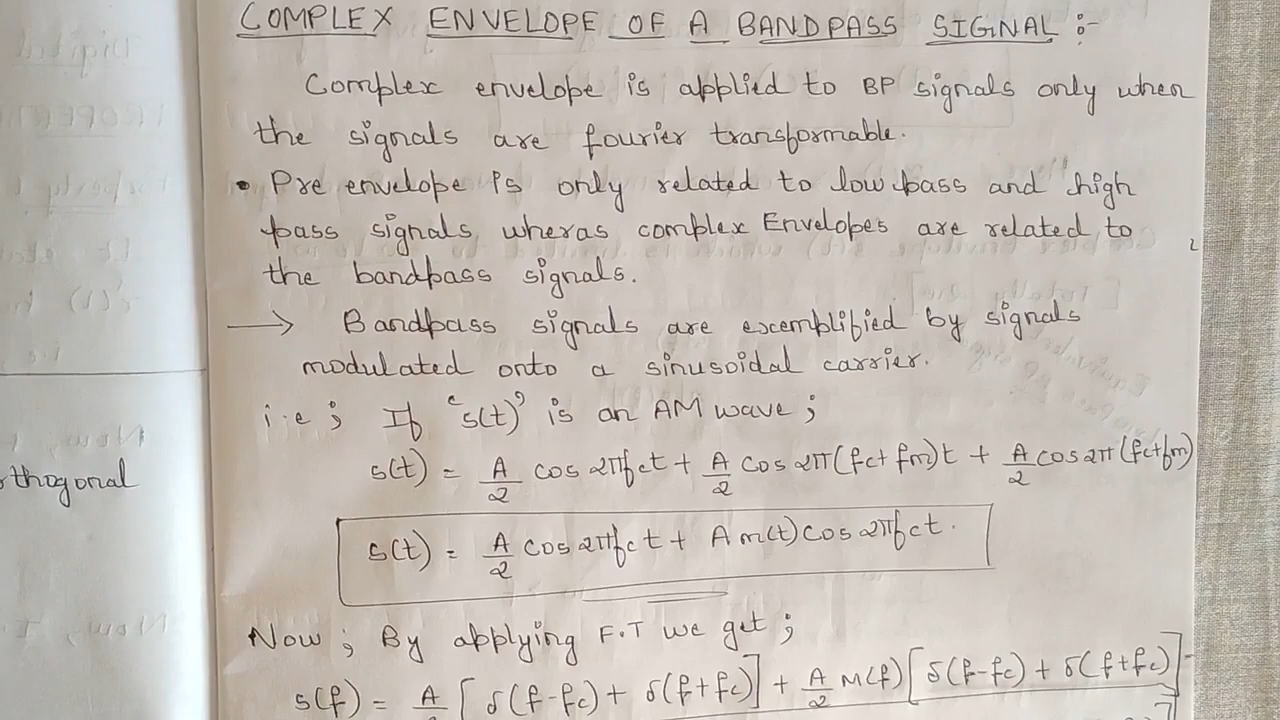 COMPLEX ENVELOPE OF A BANDPASS SIGNAL :-
Complex envelope is applied to BP signals only when
the signals are fourier transformable.
• Pre envelope is only related to low pass and high
pass signals, wheras complex Envelopes are related to
the bandpass signals.
→ Bandpass signals are exemplified by signals
modulated onto a sinusoidal carrier.
i.e ; If 's(t)' is an AM wave ;
s(t) = A/2 cos 2πfct + A/2 cos 2π(fc+fm)t + A/2 cos 2π(fc+fm)
orthogonal
s(t) = A/2 cos 2πfct + A m(t) cos 2πfct.
Now ; By applying F.T we get ;
s(f) = A [ δ(f-fc) + δ(f+fc)] + A/2 M(f) [ δ(f-fc) + δ(f+fc)]